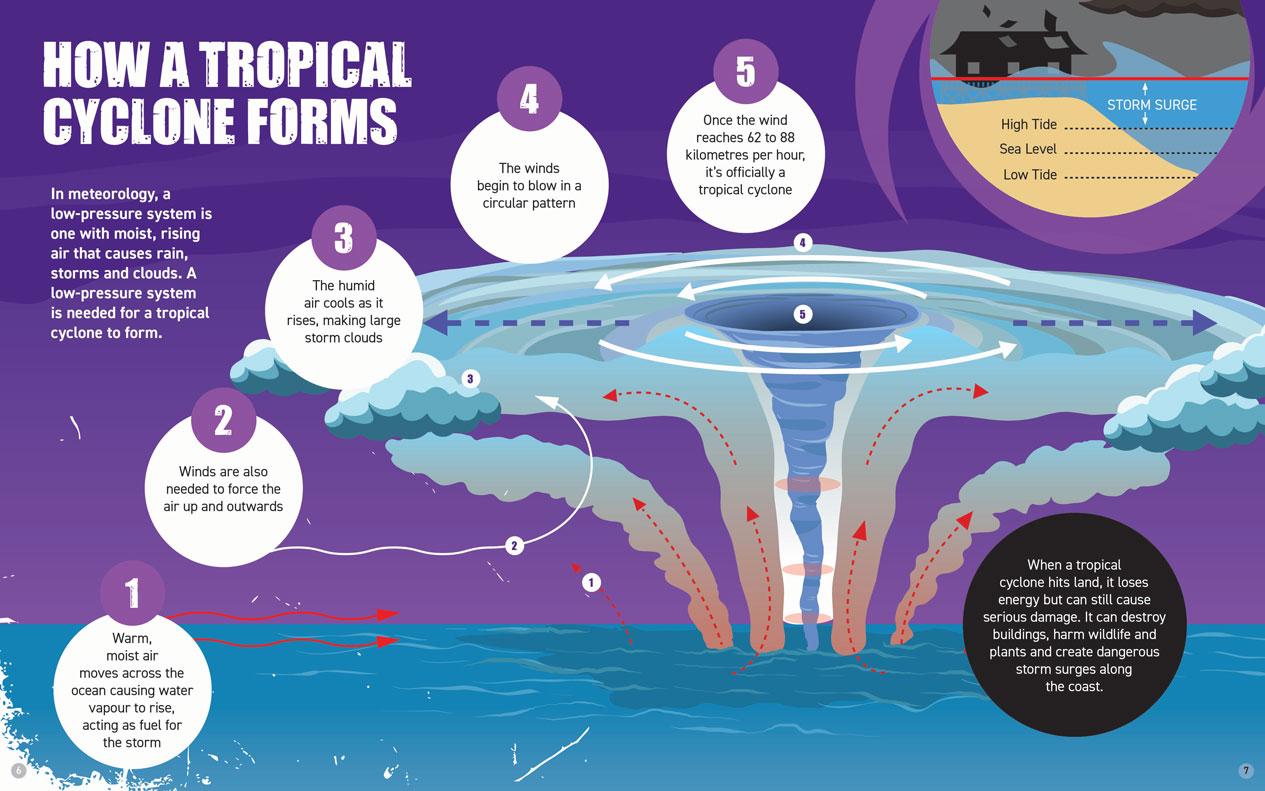 HOW A TROPICAL
CYCLONE FORMS
In meteorology, a
low-pressure system is
one with moist, rising
air that causes rain,
storms and clouds. A
low-pressure system
is needed for a tropical
cyclone to form.
1
Warm,
moist air
moves across the
ocean causing water
vapour to rise,
acting as fuel for
the storm
2
Winds are also
needed to force the
air up and outwards
3
The humid
air cools as it
rises, making large
storm clouds
4
The winds
begin to blow in a
circular pattern
5
Once the wind
reaches 62 to 88
kilometres per hour,
it's officially a
tropical cyclone
STORM SURGE
High Tide
Sea Level
Low Tide
4
5
3
2
1
When a tropical
cyclone hits land, it loses
energy but can still cause
serious damage. It can destroy
buildings, harm wildlife and
plants and create dangerous
storm surges along
the coast.
6
7